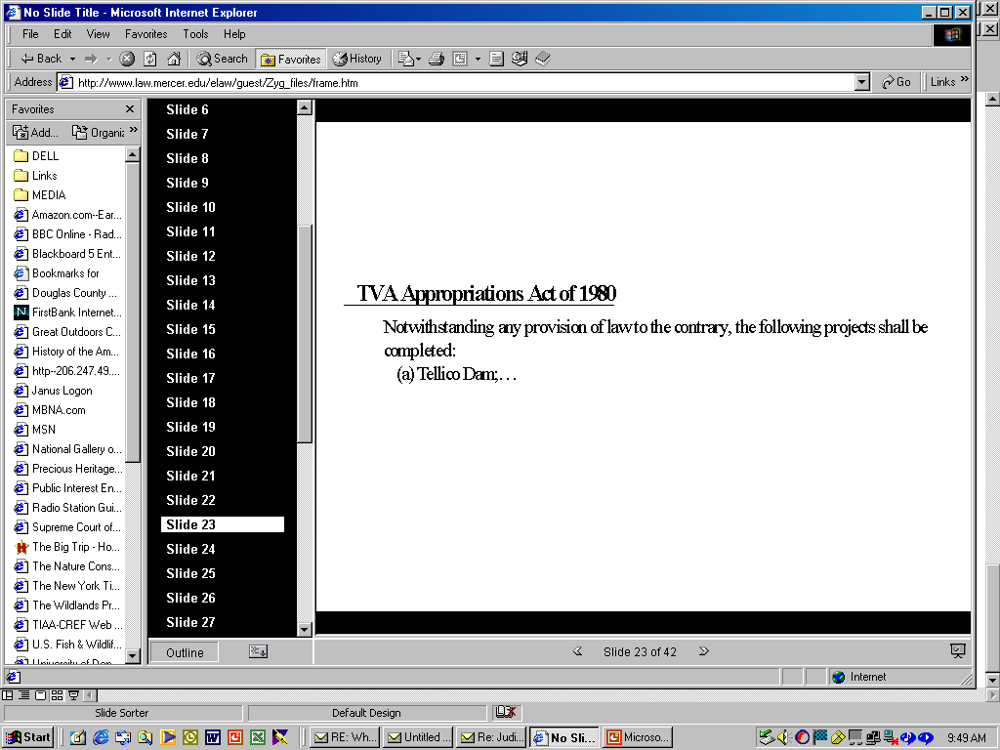 No Slide Title - Microsoft Internet Explorer
File Edit View Favorites Tools Help
Back Search Favorites History
Address http://www.law.mercer.edu/elaw/guest/Zyg_files/frame.htm Go Links »
Favorites
Add... Organiz »
DELL
Links
MEDIA
Amazon.com--Ear...
BBC Online - Rad...
Blackboard 5 Ent...
Bookmarks for
Douglas County ...
FirstBank Internet...
Great Outdoors C...
History of the Am...
http--206.247.49....
Janus Logon
MBNA.com
MSN
National Gallery o...
Precious Heritage...
Public Interest En...
Radio Station Gui...
Supreme Court of...
The Big Trip - Ho...
The Nature Cons...
The New York Ti...
The Wildlands Pr...
TIAA-CREF Web ...
U.S. Fish & Wildlif...
University of Den...
Slide 6
Slide 7
Slide 8
Slide 9
Slide 10
Slide 11
Slide 12
Slide 13
Slide 14
Slide 15
Slide 16
Slide 17
Slide 18
Slide 19
Slide 20
Slide 21
Slide 22
Slide 23
Slide 24
Slide 25
Slide 26
Slide 27
TVA Appropriations Act of 1980
Notwithstanding any provision of law to the contrary, the following projects shall be
completed:
(a) Tellico Dam;. . .
Outline
Slide 23 of 42
Internet
Slide Sorter Default Design
Start RE: Wh... Untitled ... Re: Judi... No Sli... Microso... 9:49 AM